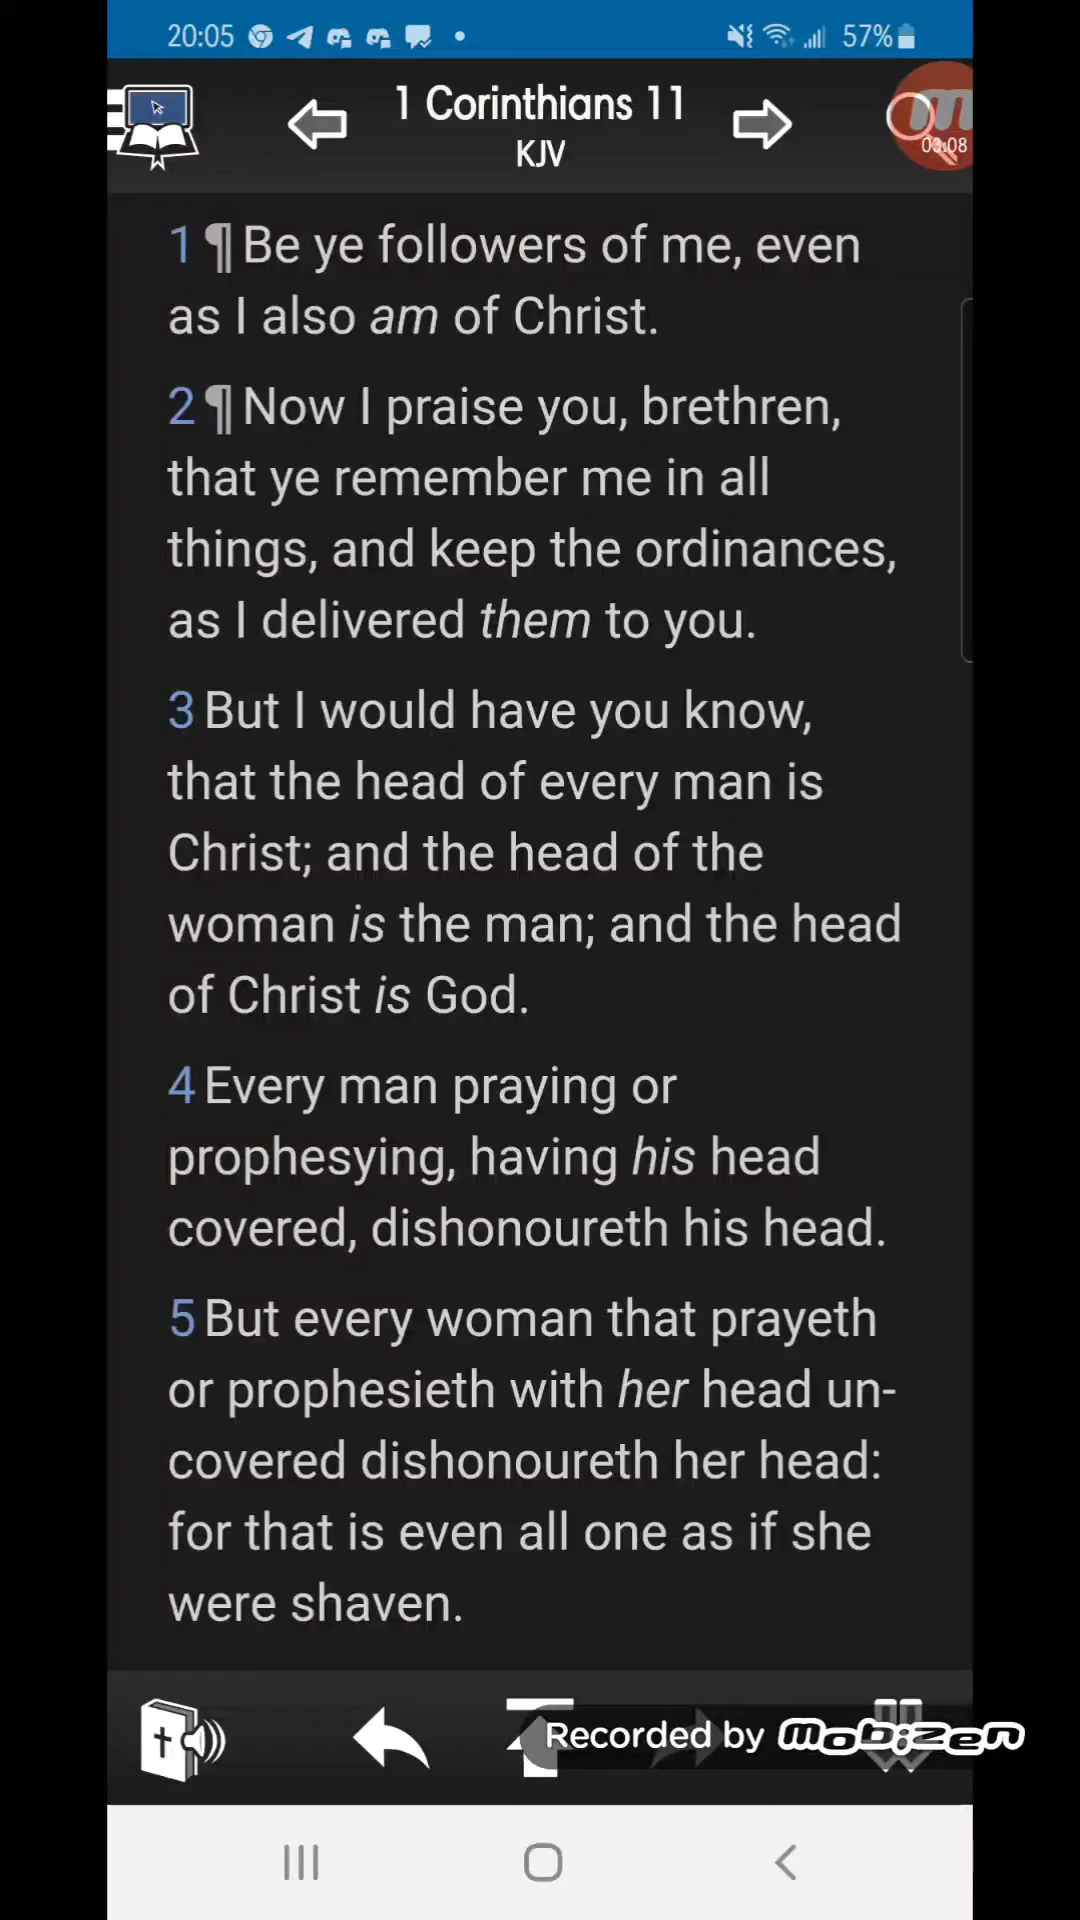 20:05
57%
1 Corinthians 11
KJV
03:08
1 ¶ Be ye followers of me, even
as I also am of Christ.
2 ¶ Now I praise you, brethren,
that ye remember me in all
things, and keep the ordinances,
as I delivered them to you.
3 But I would have you know,
that the head of every man is
Christ; and the head of the
woman is the man; and the head
of Christ is God.
4 Every man praying or
prophesying, having his head
covered, dishonoureth his head.
5 But every woman that prayeth
or prophesieth with her head un-
covered dishonoureth her head:
for that is even all one as if she
were shaven.
Recorded by mobizen